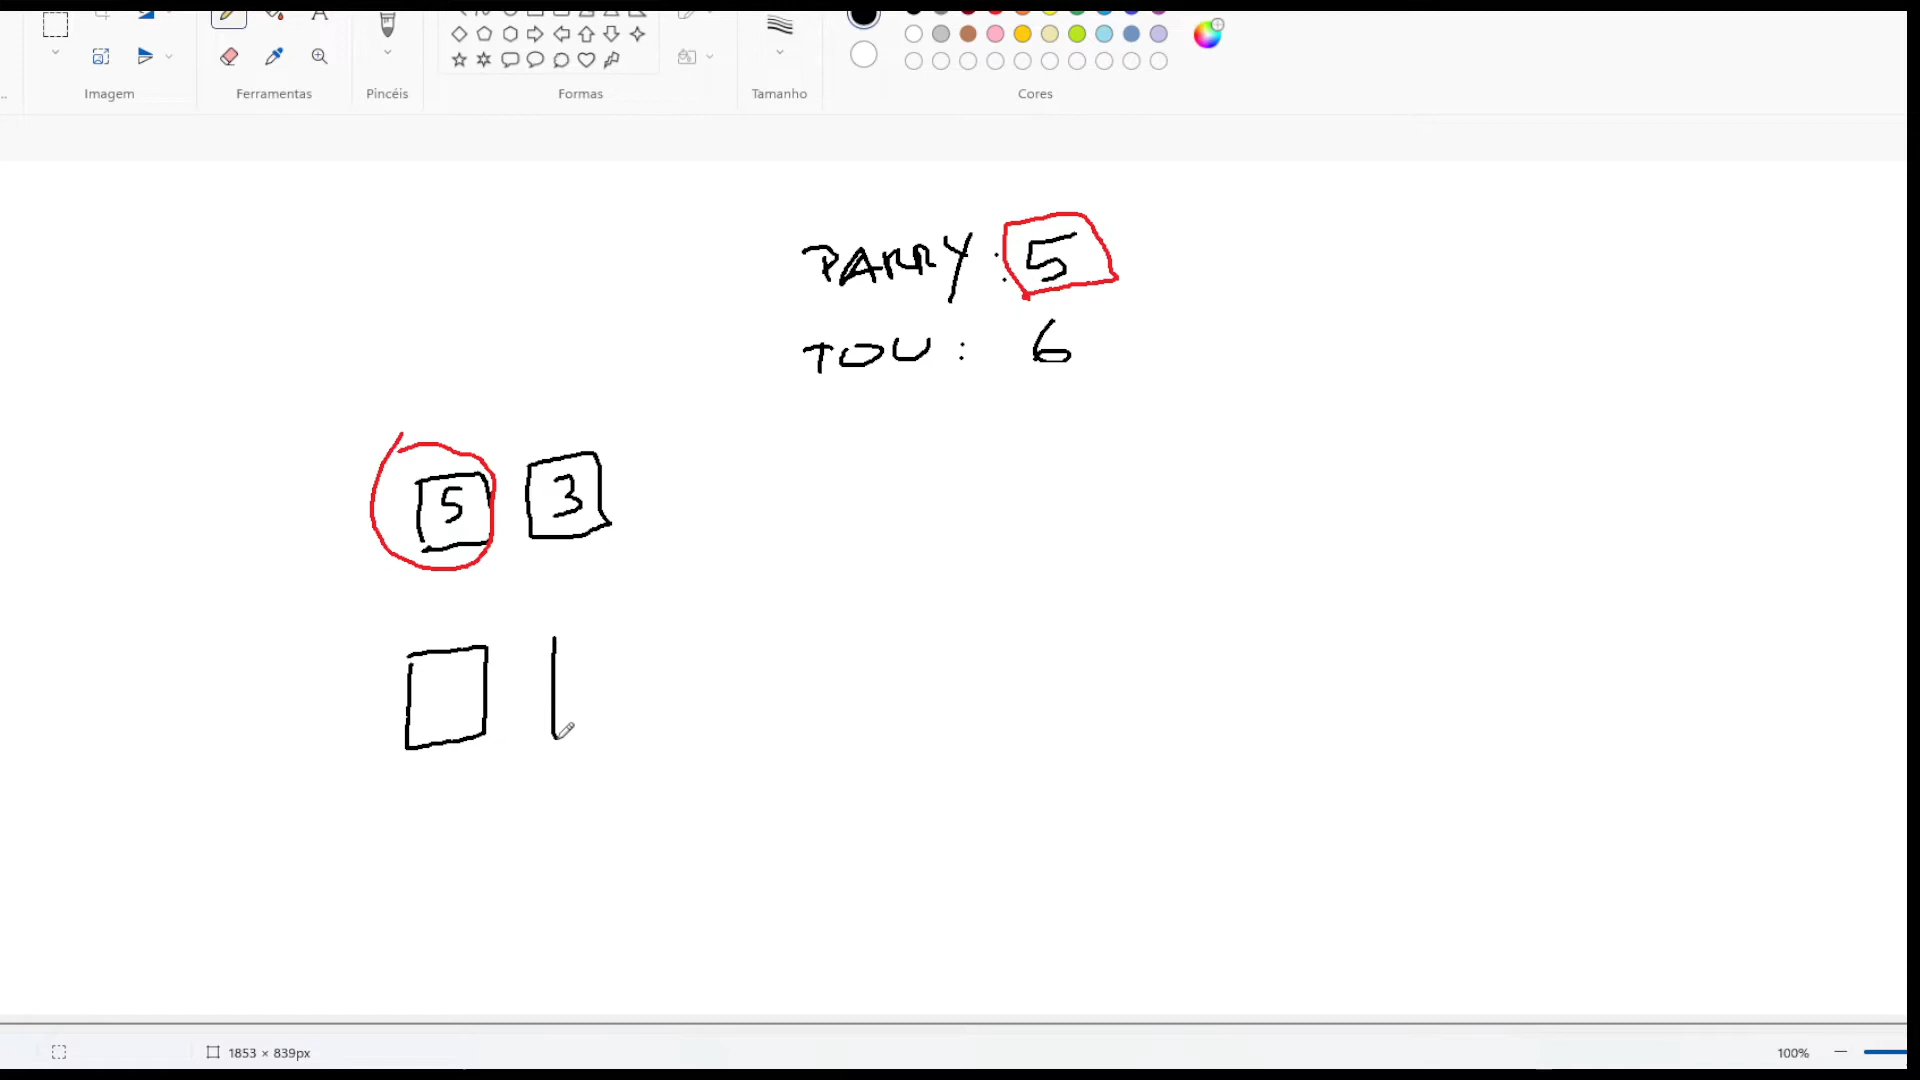 Imagem Ferramentas Pincéis Formas Tamanho Cores
PARRY: 5
TOU: 6
5 3
1853 × 839px 100%